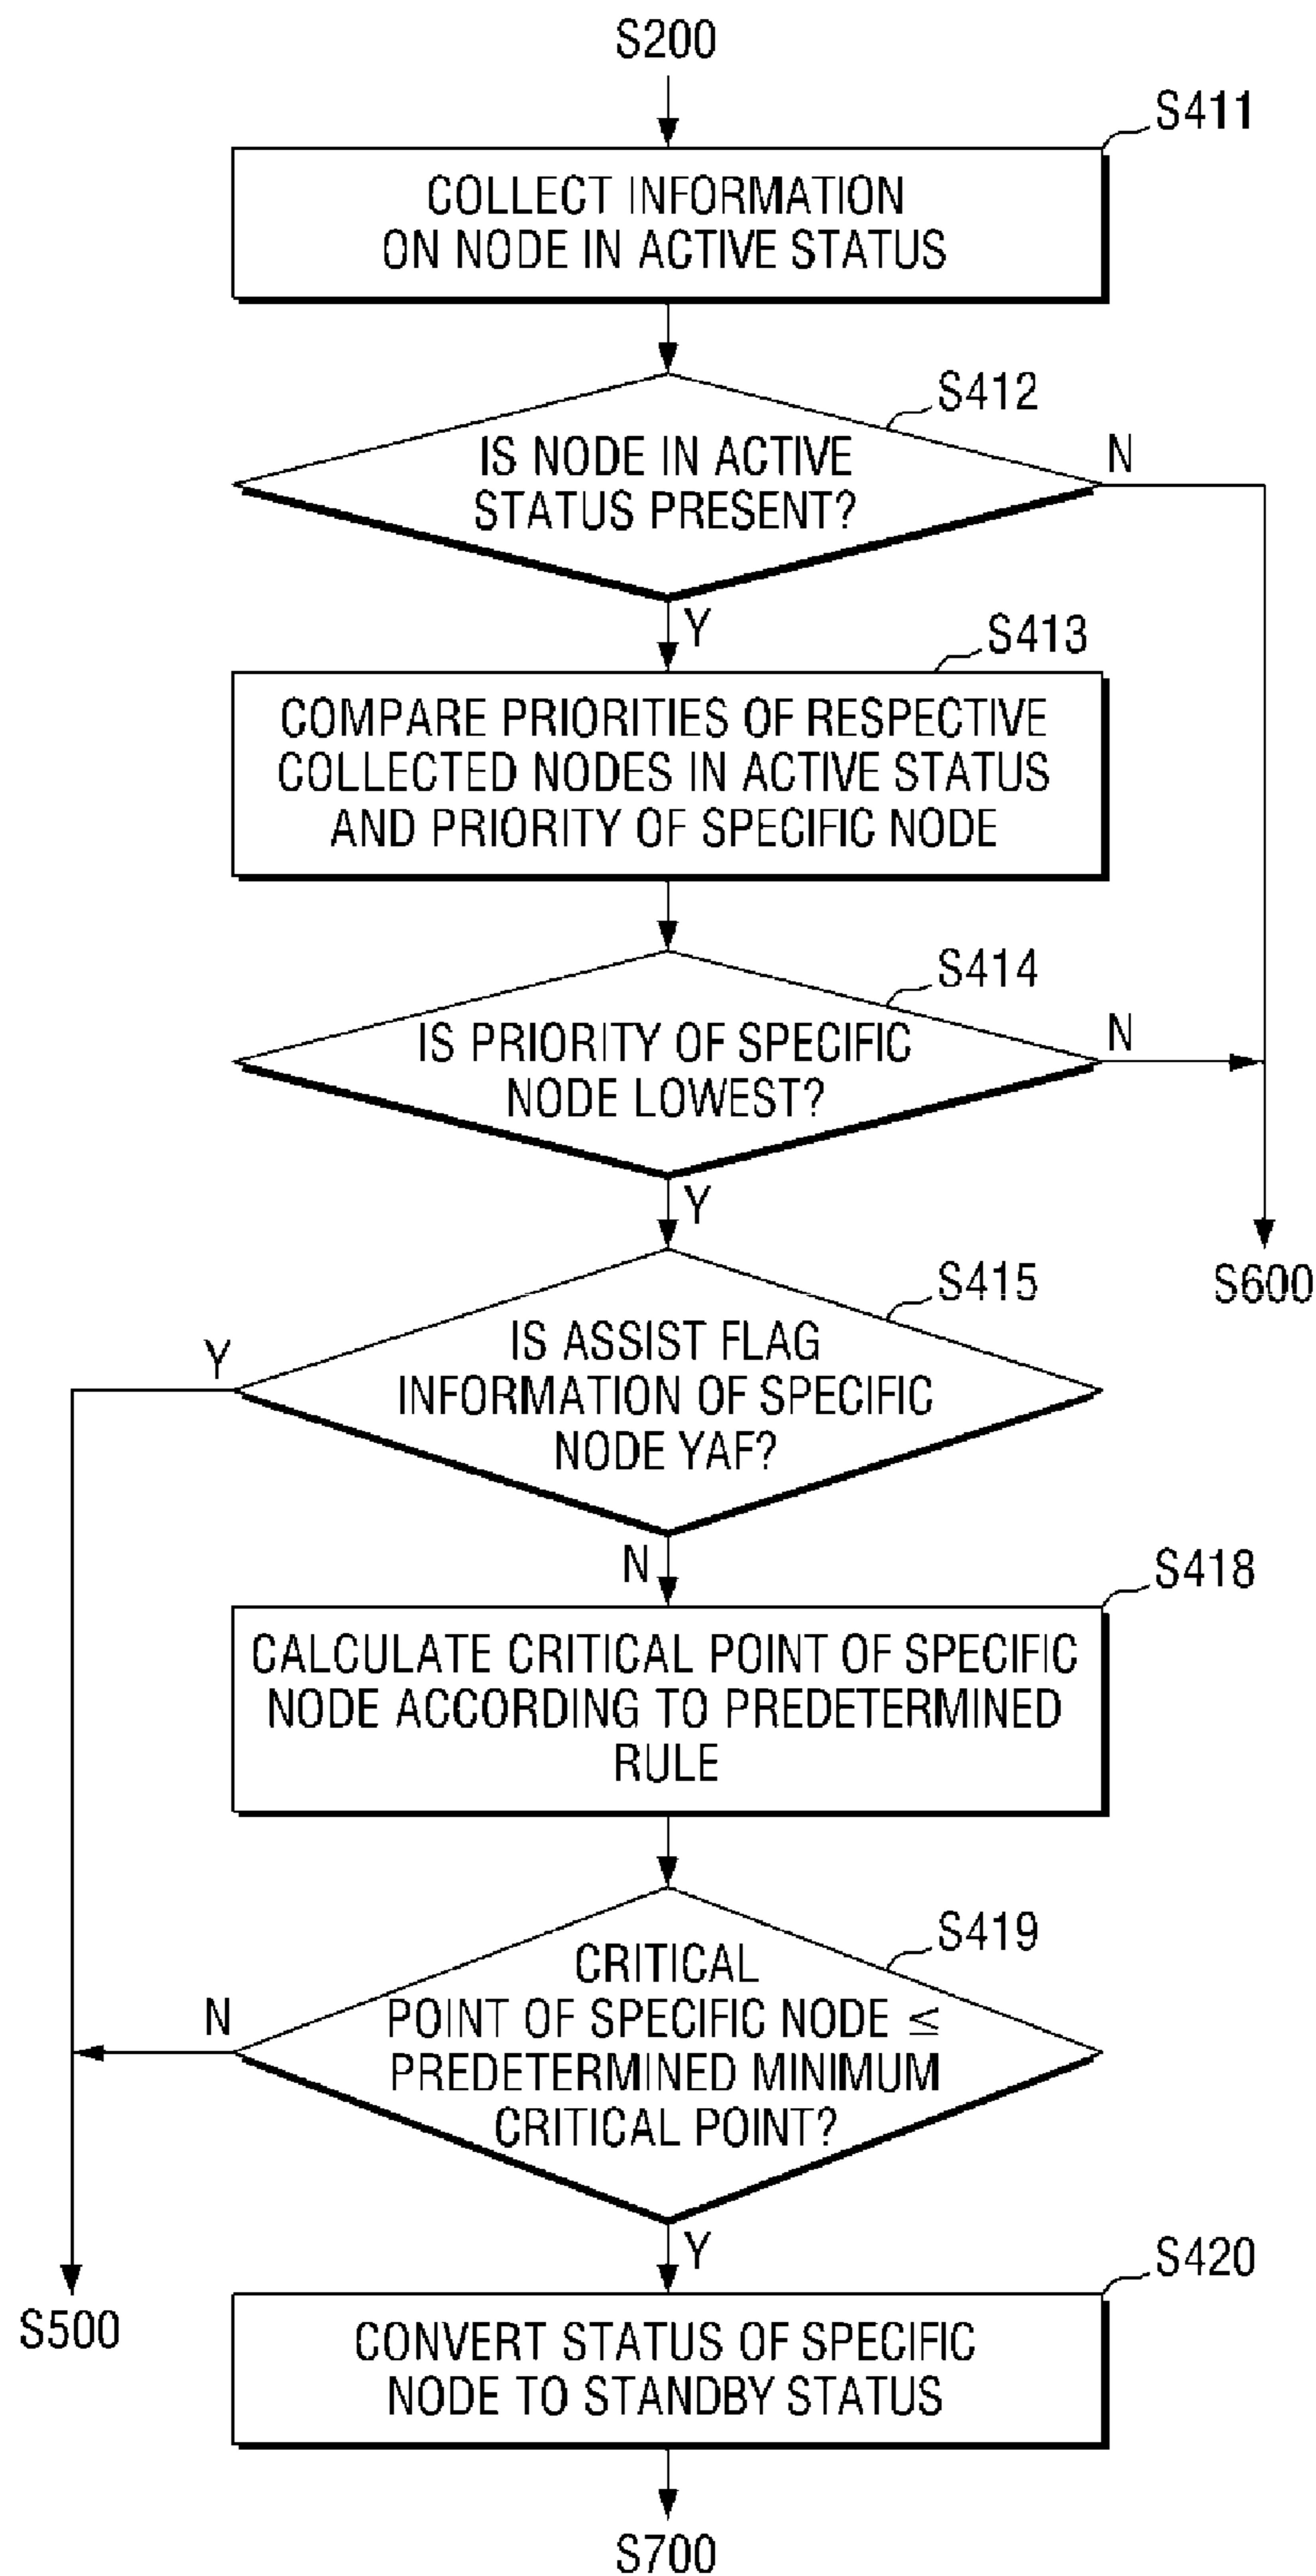 S200
S411
COLLECT INFORMATION
ON NODE IN ACTIVE STATUS
S412
IS NODE IN ACTIVE
STATUS PRESENT?
N
Y
S413
COMPARE PRIORITIES OF RESPECTIVE
COLLECTED NODES IN ACTIVE STATUS
AND PRIORITY OF SPECIFIC NODE
S414
IS PRIORITY OF SPECIFIC
NODE LOWEST?
N
Y
S600
S415
IS ASSIST FLAG
INFORMATION OF SPECIFIC
NODE YAF?
Y
N
S418
CALCULATE CRITICAL POINT OF SPECIFIC
NODE ACCORDING TO PREDETERMINED
RULE
S419
CRITICAL
POINT OF SPECIFIC NODE ≤
PREDETERMINED MINIMUM
CRITICAL POINT?
N
Y
S500
S420
CONVERT STATUS OF SPECIFIC
NODE TO STANDBY STATUS
S700